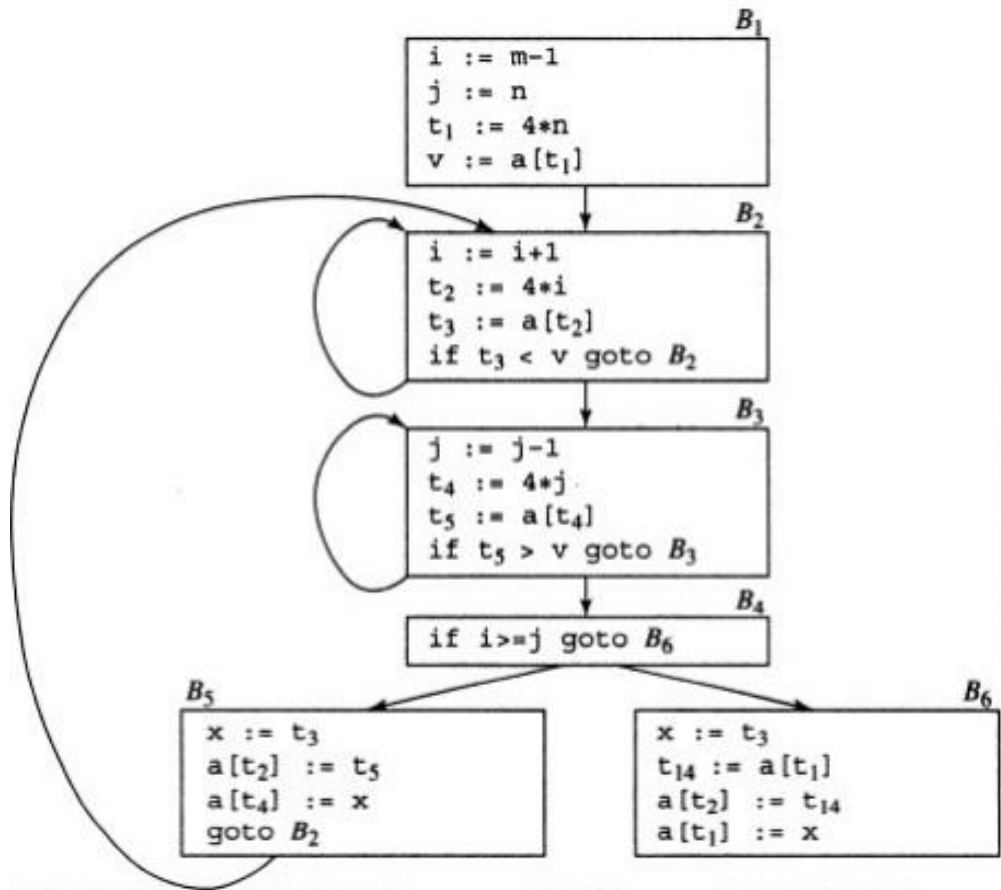 B₁
i := m-1
j := n
t₁ := 4*n
v := a[t₁]
B₂
i := i+1
t₂ := 4*i
t₃ := a[t₂]
if t₃ < v goto B₂
B₃
j := j-1
t₄ := 4*j
t₅ := a[t₄]
if t₅ > v goto B₃
B₄
if i>=j goto B₆
B₅
x := t₃
a[t₂] := t₅
a[t₄] := x
goto B₂
B₆
x := t₃
t₁₄ := a[t₁]
a[t₂] := t₁₄
a[t₁] := x